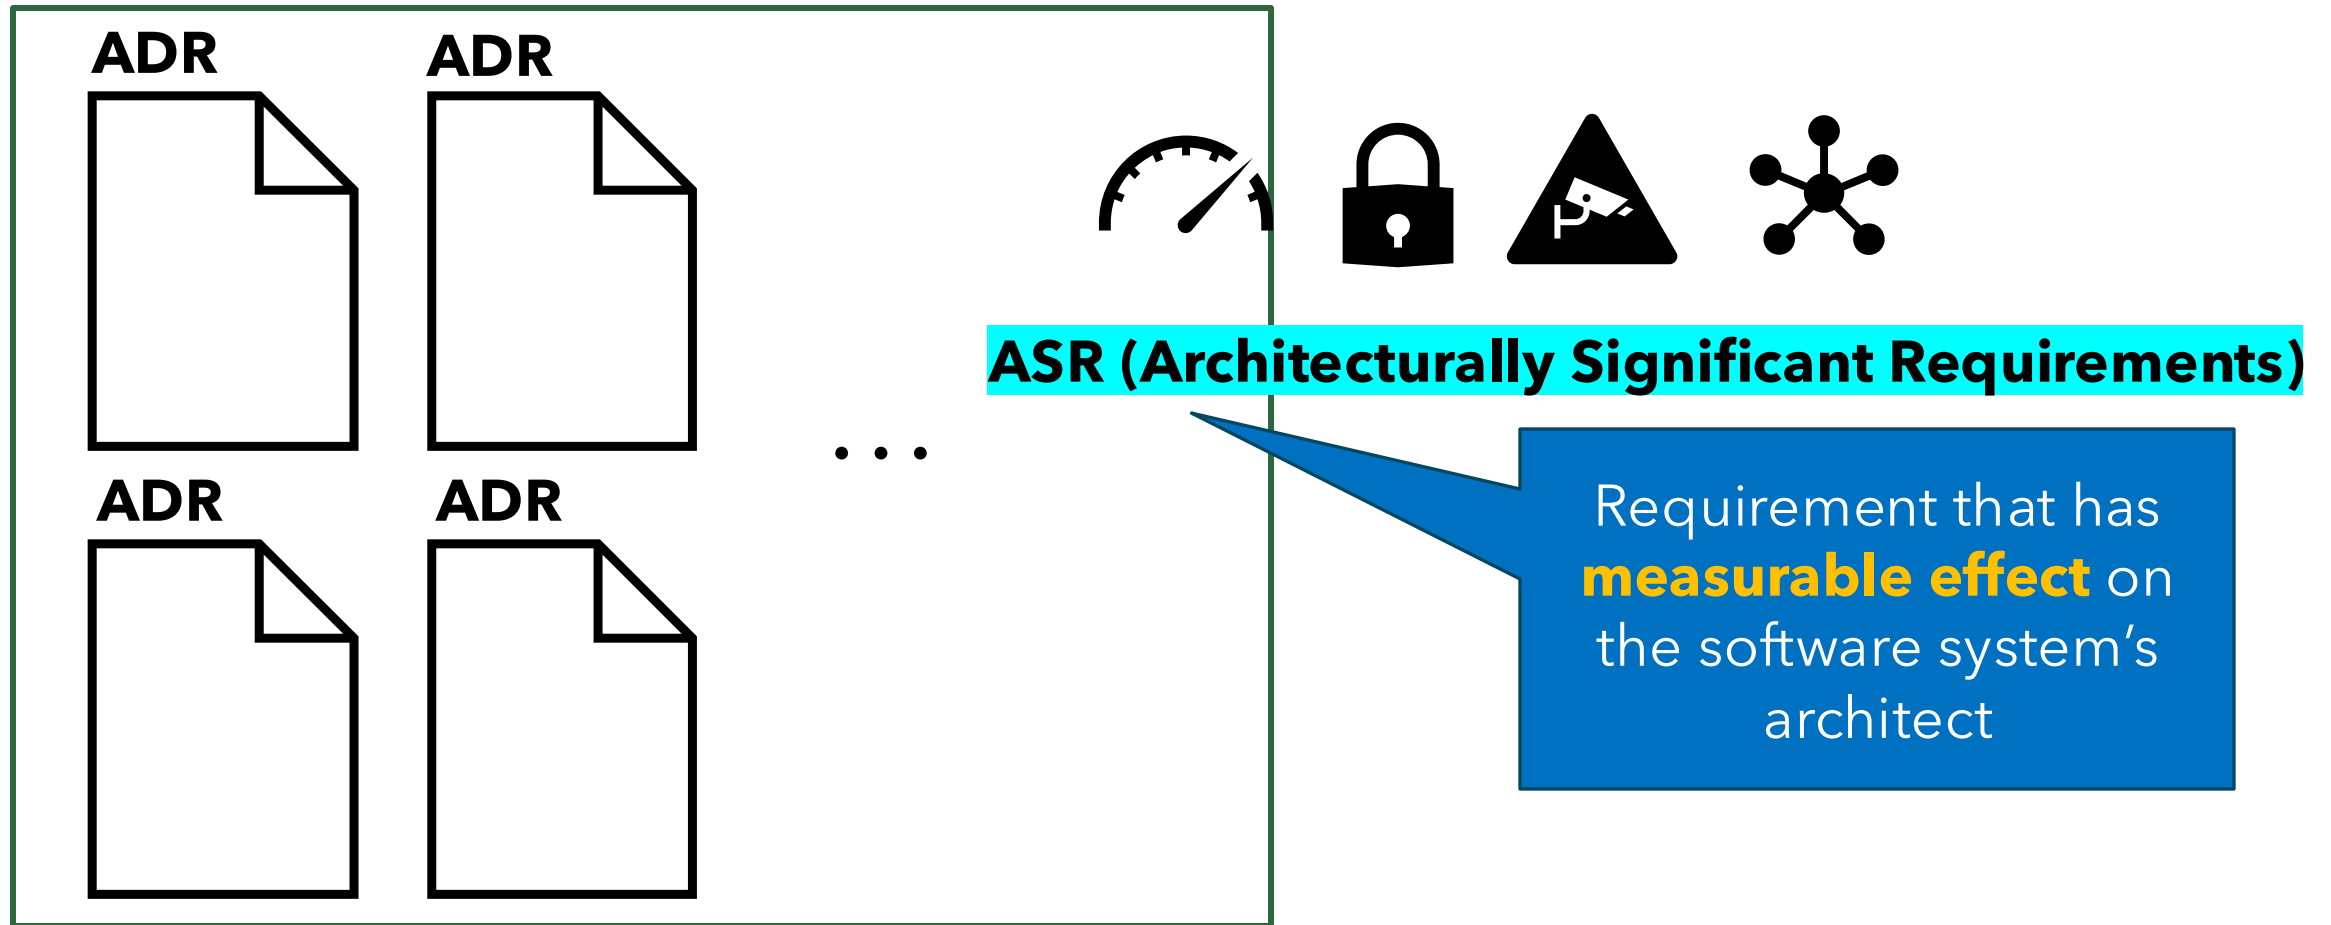 ADR
ADR
ASR (Architecturally Significant Requirements)
...
ADR
ADR
Requirement that has
measurable effect on
the software system’s
architect